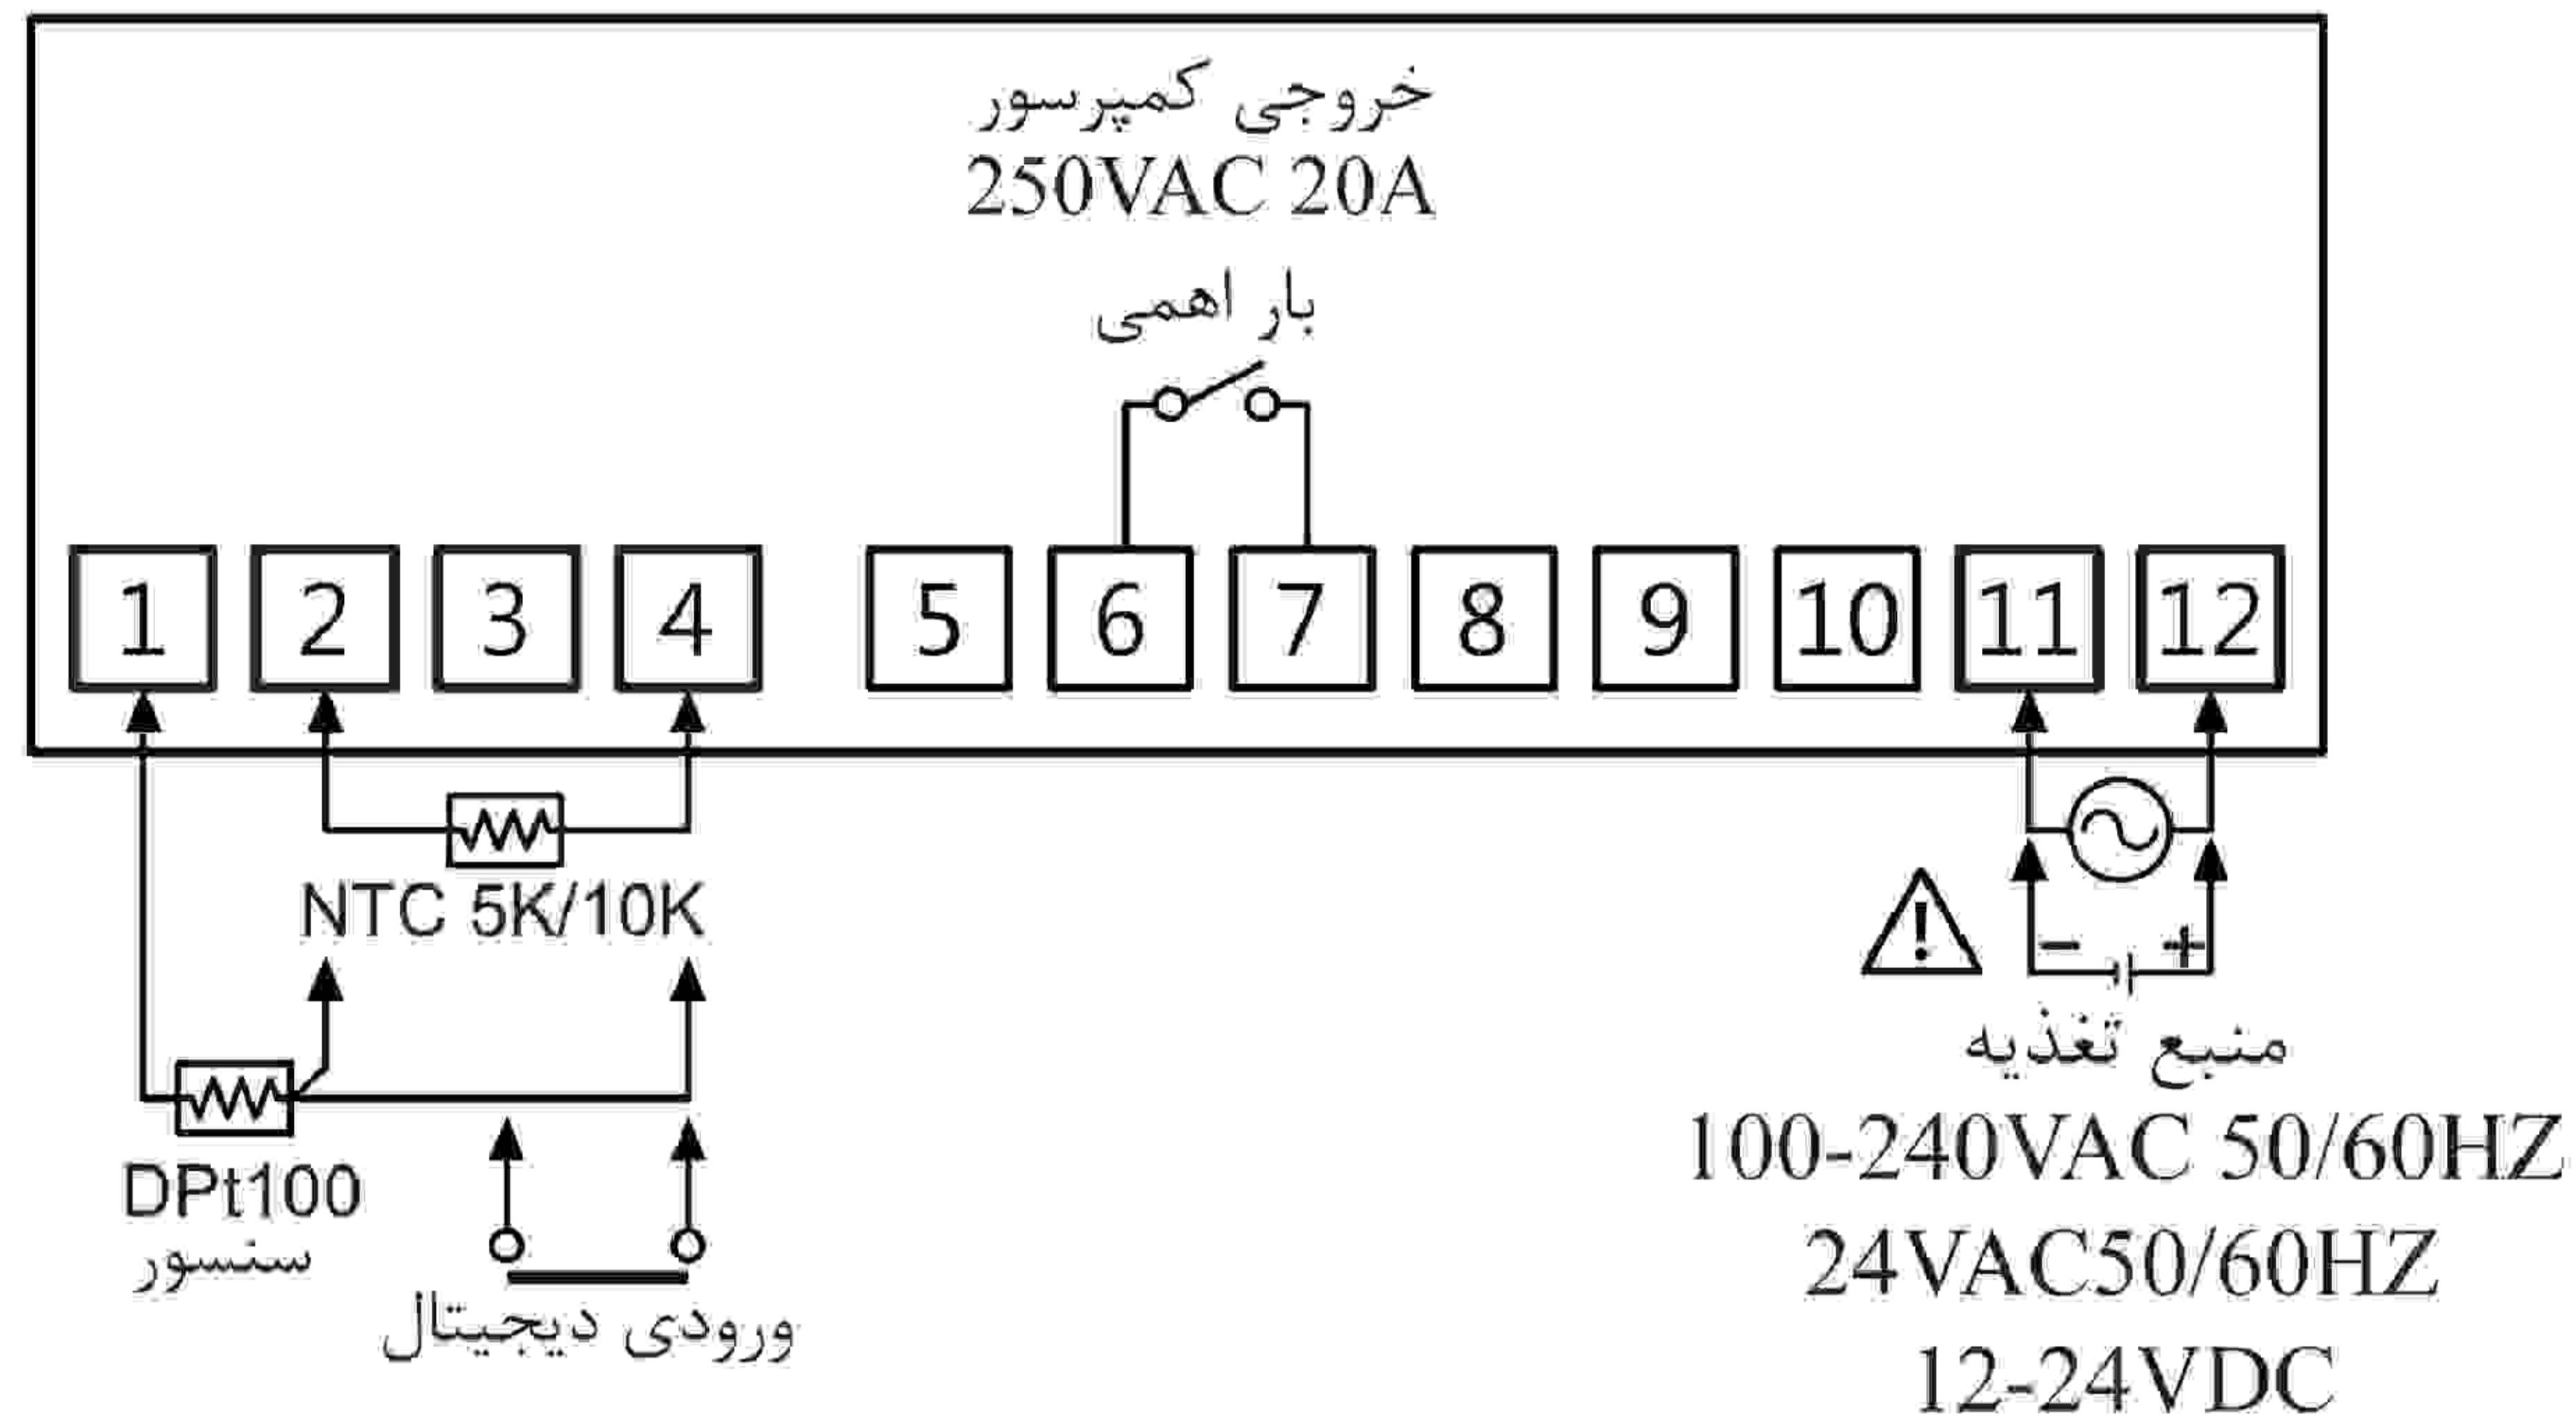 خروجی کمپرسور
250VAC 20A
بار اهمی
1 2 3 4 5 6 7 8 9 10 11 12
NTC 5K/10K
DPt100
سنسور
ورودی دیجیتال
!
- +
منبع تغذیه
100-240VAC 50/60HZ
24VAC50/60HZ
12-24VDC